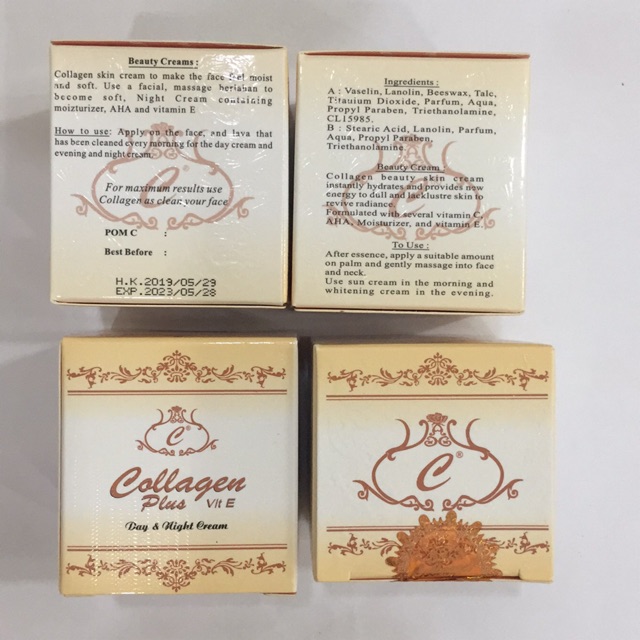 Beauty Creams :
Collagen skin cream to make the face feel moist
and soft. Use a facial, massage berlahan to
become soft, Night Cream containing
moizturizer, AHA and vitamin E
How to use: Apply on the face, and lava that
has been cleaned every morning for the day cream and
evening and night cream.
For maximum results use
Collagen as clean your face
POM C :
Best Before :
H.K.2019/05/29
EXP.2023/05/28
C
Ingredients :
A : Vaselin, Lanolin, Beeswax, Talc,
Titauium Dioxide, Parfum, Aqua,
Propyl Paraben, Triethanolamine,
CL15985.
B : Stearic Acid, Lanolin, Parfum,
Aqua, Propyl Paraben,
Triethanolamine
Beauty Cream :
Collagen beauty skin cream
instantly hydrates and provides new
energy to dull and lacklustre skin to
revive radiance.
Formulated with several vitamin C,
AHA, Moisturizer, and vitamin E.
To Use :
After essence, apply a suitable amount
on palm and gently massage into face
and neck.
Use sun cream in the morning and
whitening cream in the evening.
C
C®
Collagen
Plus Vit E
Day & Night Cream
C®